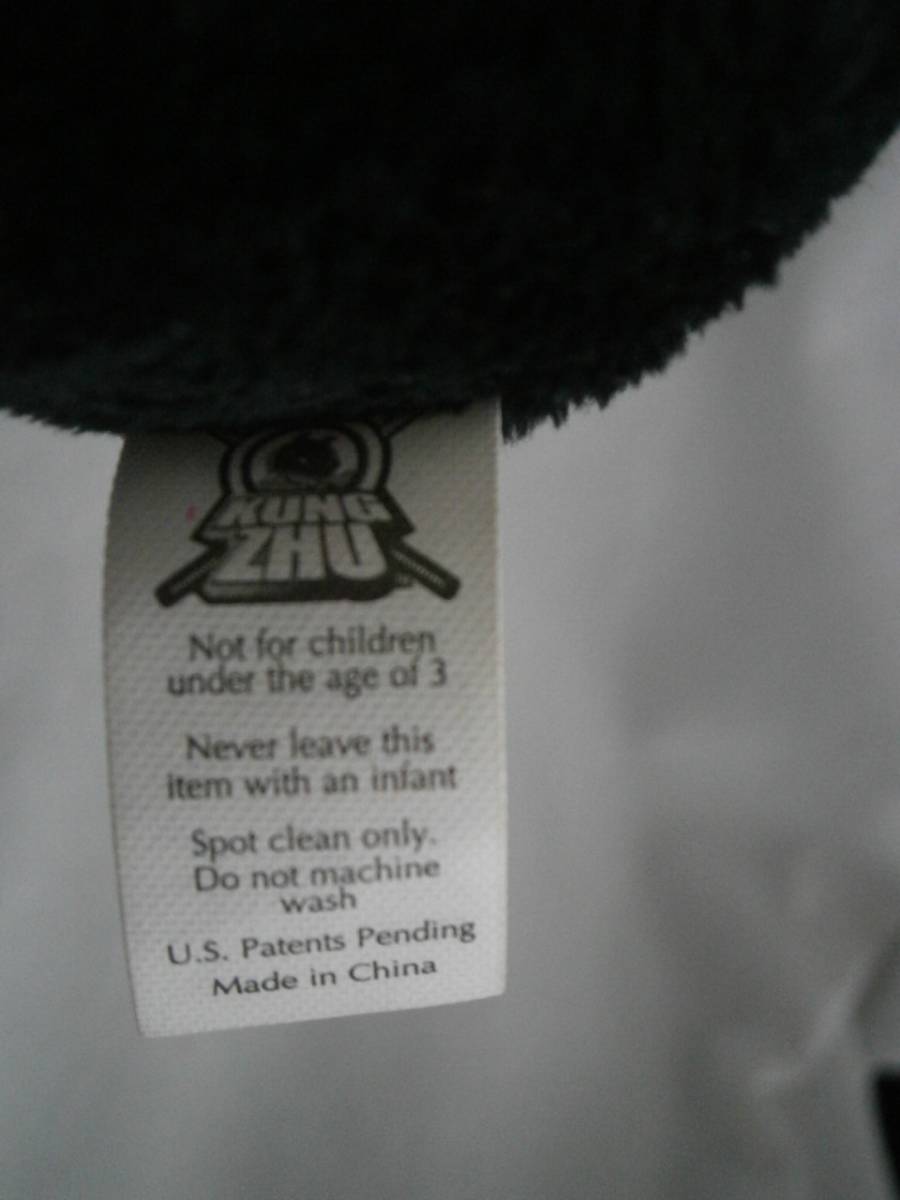 KUNG
ZHU
Not for children
under the age of 3
Never leave this
item with an infant
Spot clean only.
Do not machine
wash
U.S. Patents Pending
Made in China